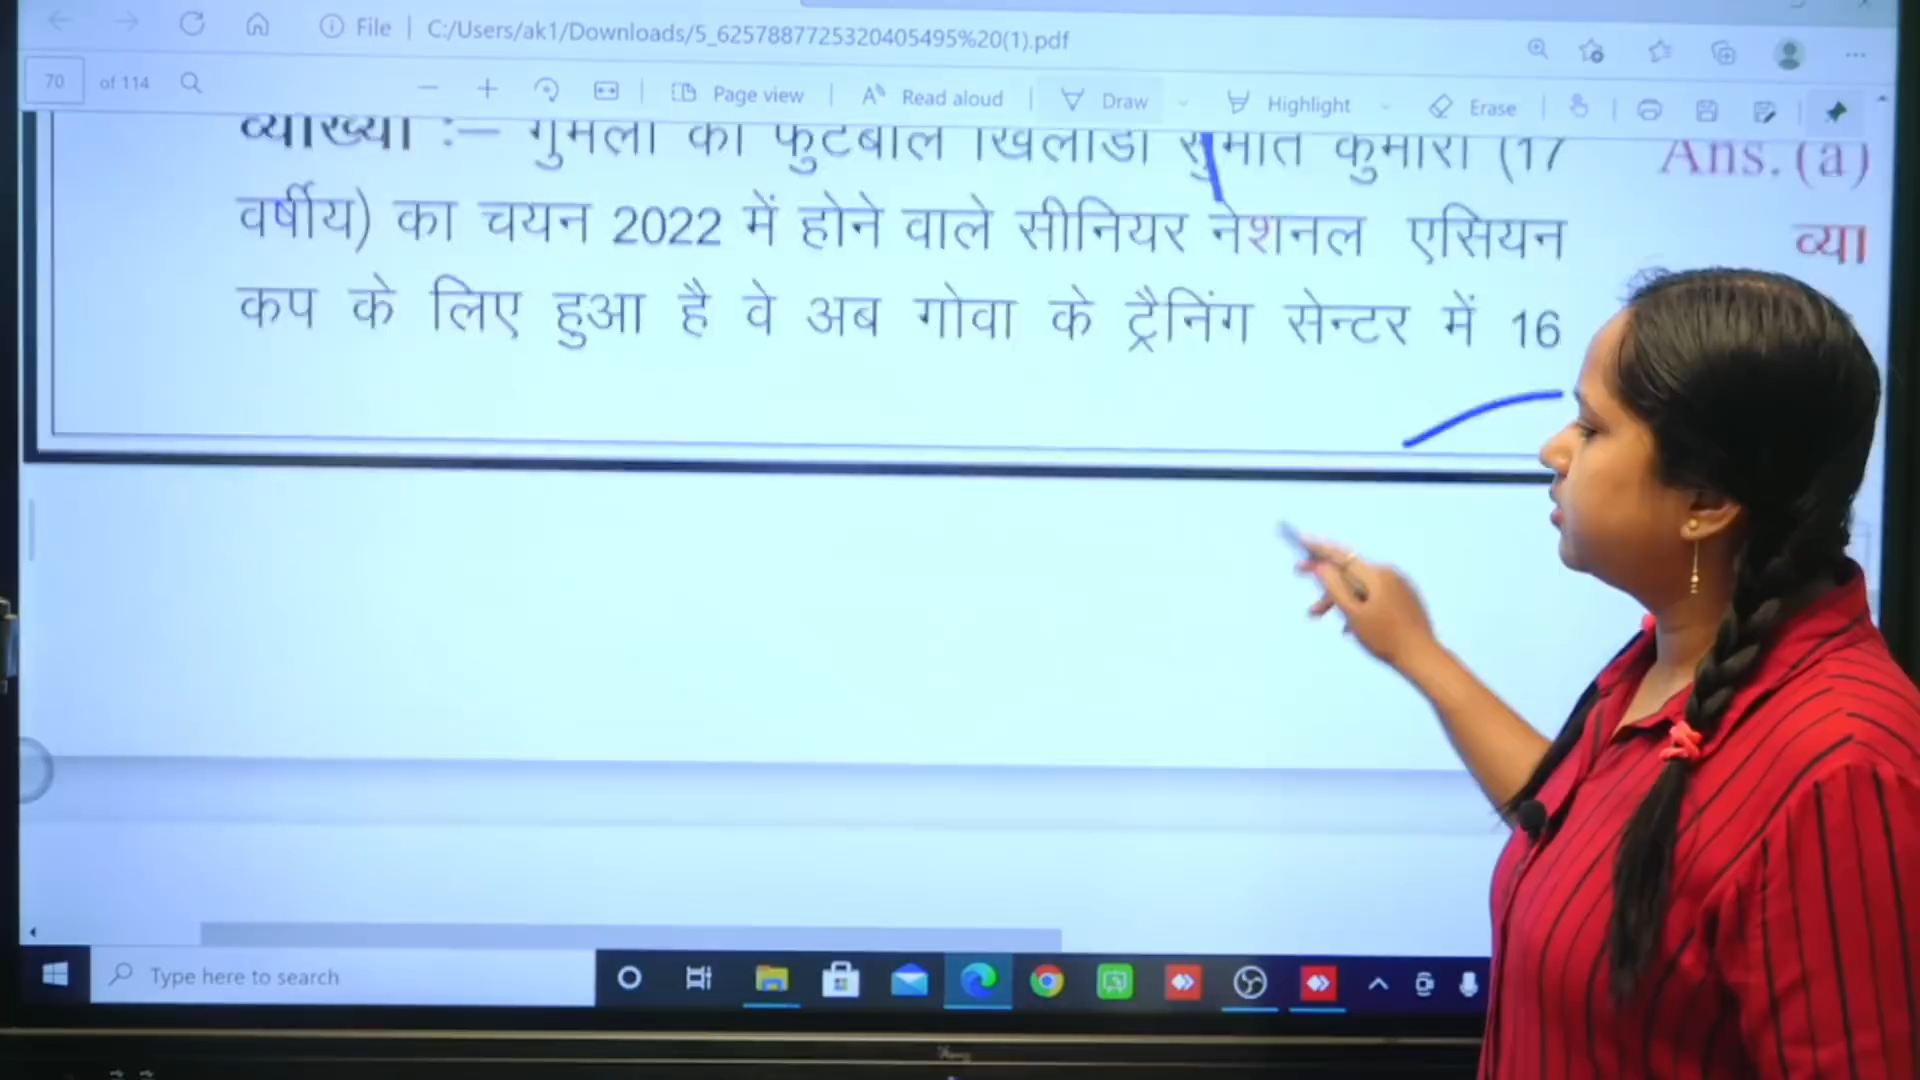 File | C:/Users/ak1/Downloads/5_6257887725320405495%20(1).pdf
70 of 114 Page view Read aloud Draw Highlight Erase
व्याख्या :— गुमला की फुटबाल खिलाडी सुमति कुमारी (17
वर्षीय) का चयन 2022 में होने वाले सीनियर नेशनल एसियन
कप के लिए हुआ है वे अब गोवा के ट्रैनिंग सेन्टर में 16
Ans. (a)
व्या
Type here to search